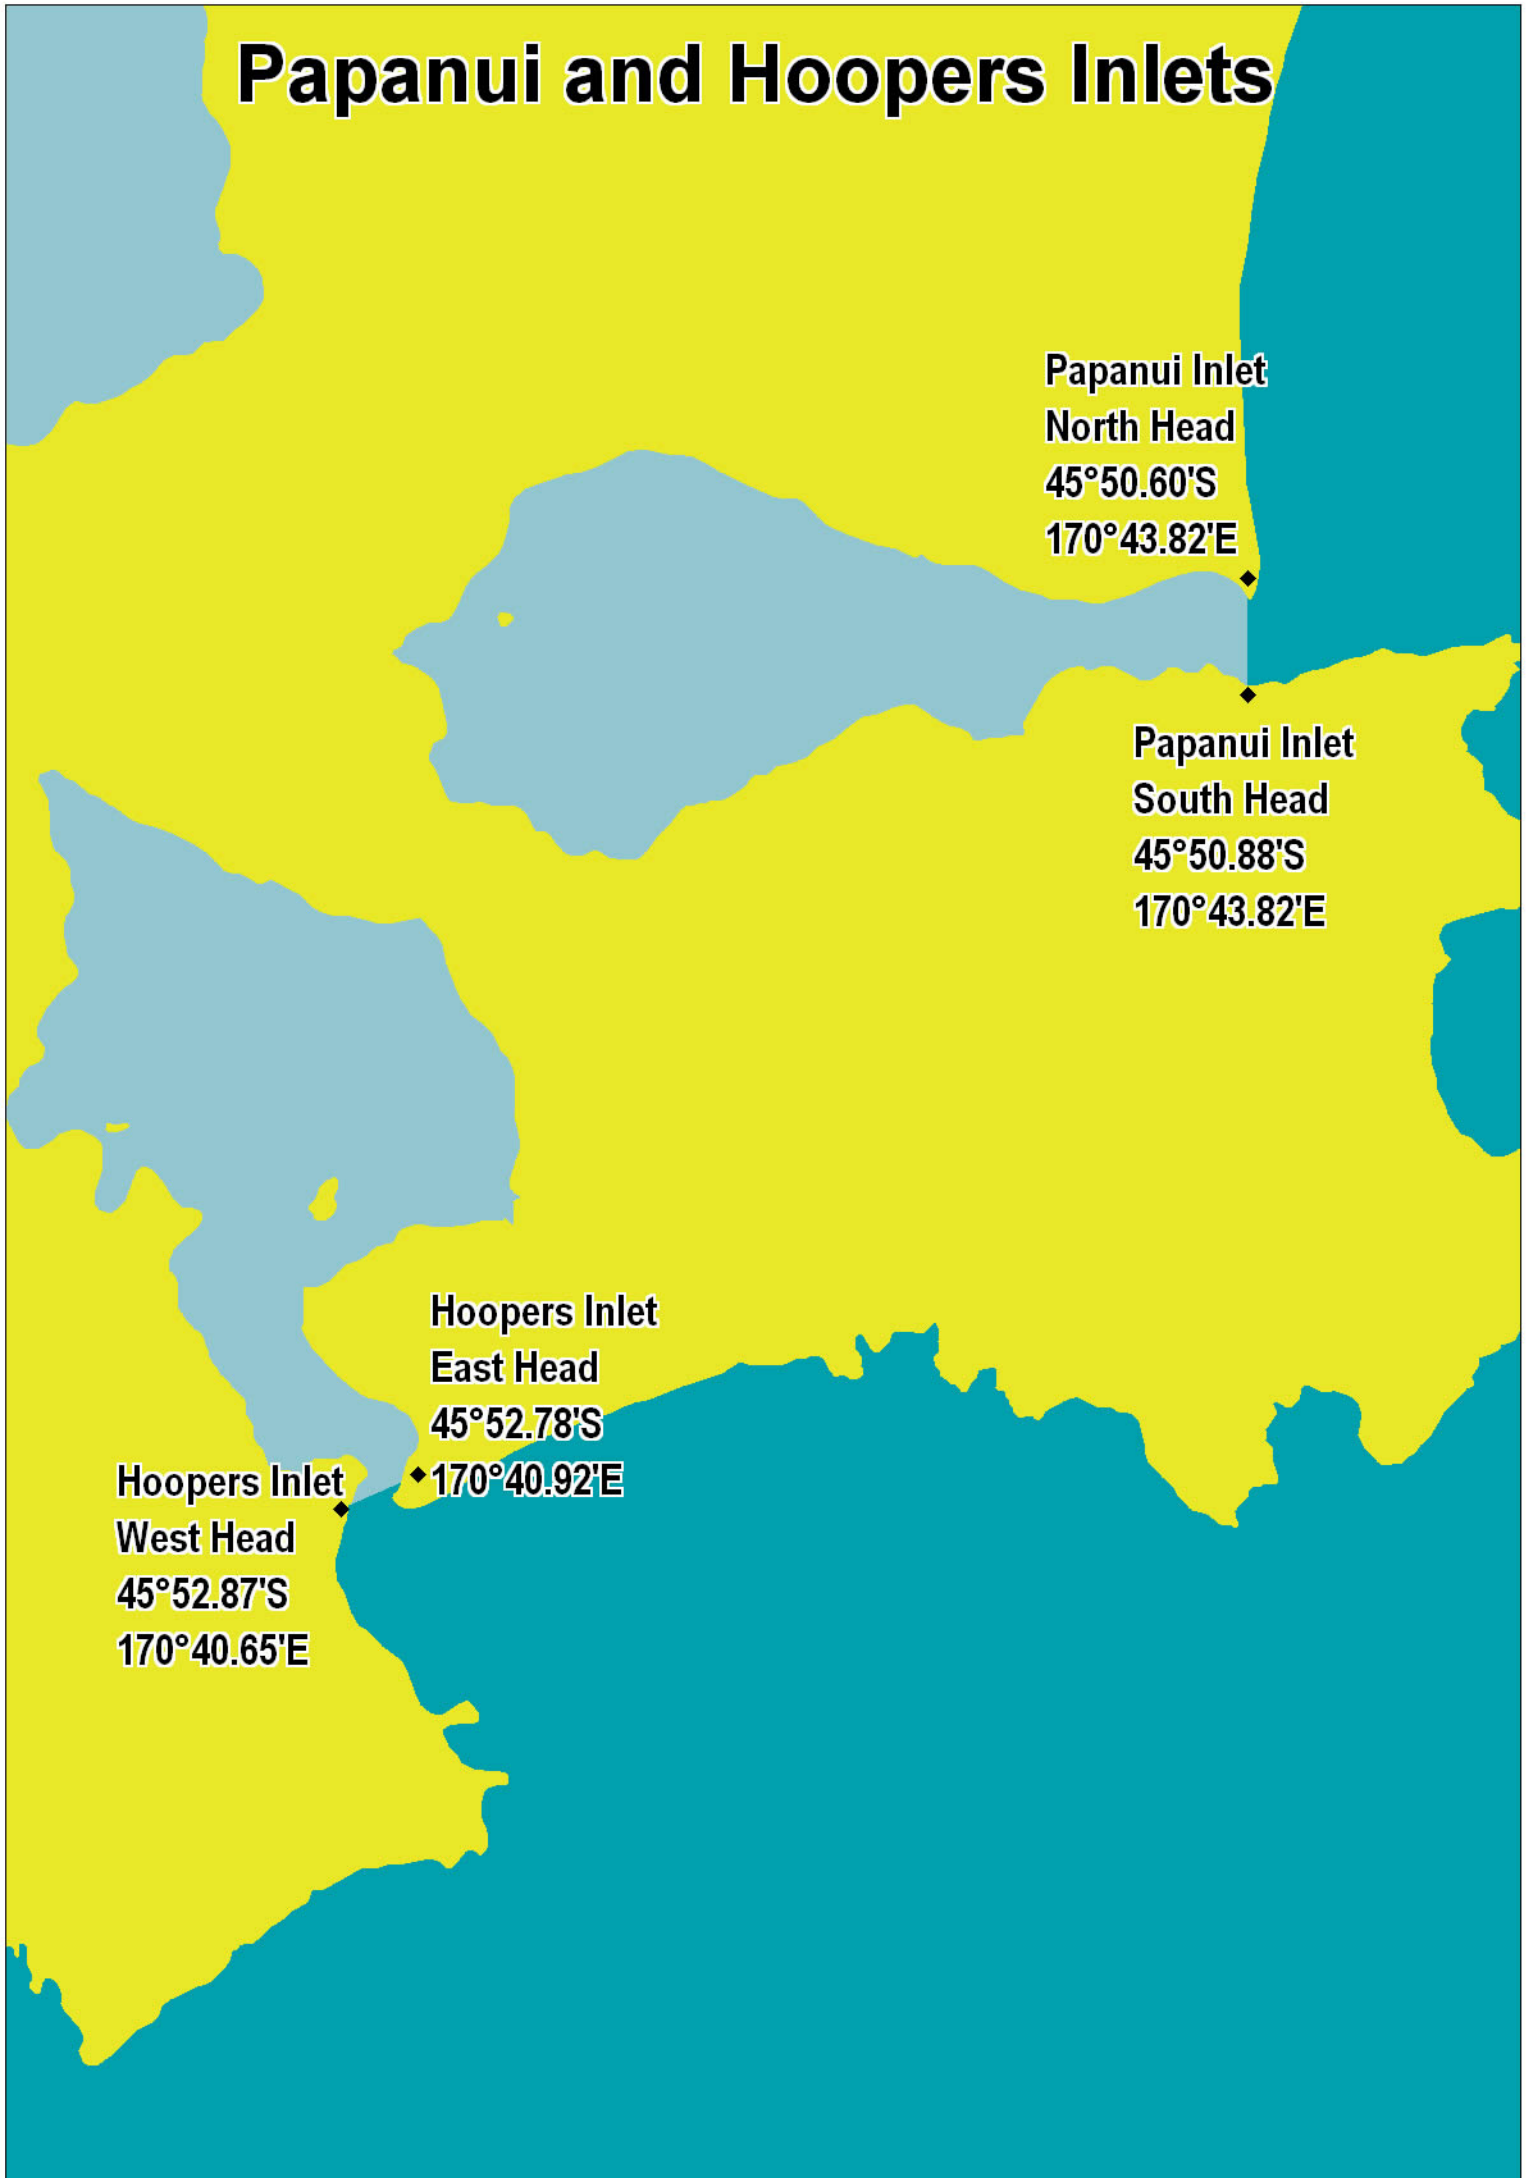 Papanui and Hoopers Inlets
Papanui Inlet
North Head
45°50.60'S
170°43.82'E
Papanui Inlet
South Head
45°50.88'S
170°43.82'E
Hoopers Inlet
East Head
45°52.78'S
170°40.92'E
Hoopers Inlet
West Head
45°52.87'S
170°40.65'E